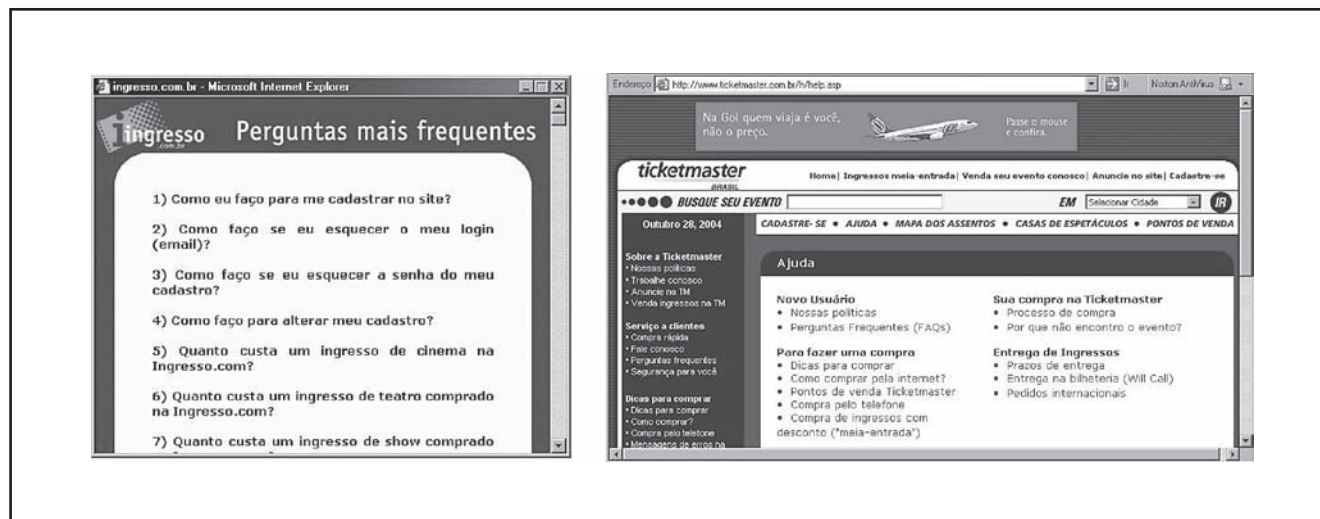 ingresso.com.br - Microsoft Internet Explorer
ingresso
.com.br
Perguntas mais frequentes
1) Como eu faço para me cadastrar no site?
2) Como faço se eu esquecer o meu login
(email)?
3) Como faço se eu esquecer a senha do meu
cadastro?
4) Como faço para alterar meu cadastro?
5) Quanto custa um ingresso de cinema na
Ingresso.com?
6) Quanto custa um ingresso de teatro comprado
na Ingresso.com?
7) Quanto custa um ingresso de show comprado
Endereço http://www.ticketmaster.com.br/h/help.asp Ir Norton AntiVirus
Na Gol quem viaja é você,
não o preço.
Passe o mouse
e confira.
ticketmaster
BRASIL
Home| Ingressos meia-entrada| Venda seu evento conosco| Anuncie no site| Cadastre-se
BUSQUE SEU EVENTO EM Selecionar Cidade IR
Outubro 28, 2004
CADASTRE- SE • AJUDA • MAPA DOS ASSENTOS • CASAS DE ESPETÁCULOS • PONTOS DE VENDA
Sobre a Ticketmaster
• Nossas políticas
• Trabalhe conosco
• Anuncie na TM
• Venda ingressos na TM
Serviço a clientes
• Compra rápida
• Fale conosco
• Perguntas frequentes
• Segurança para você
Dicas para comprar
• Dicas para comprar
• Como comprar?
• Compra pelo telefone
• Mensagens de erros na
Ajuda
Novo Usuário
• Nossas políticas
• Perguntas Frequentes (FAQs)
Para fazer uma compra
• Dicas para comprar
• Como comprar pela internet?
• Pontos de venda Ticketmaster
• Compra pelo telefone
• Compra de ingressos com
desconto ("meia-entrada")
Sua compra na Ticketmaster
• Processo de compra
• Por que não encontro o evento?
Entrega de Ingressos
• Prazos de entrega
• Entrega na bilheteria (Will Call)
• Pedidos internacionais